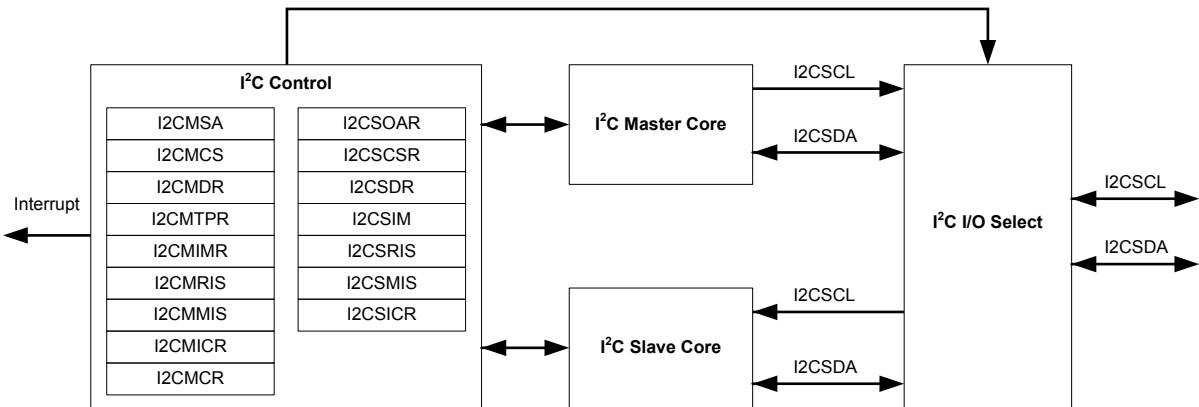 I²C Control
I2CMSA
I2CMCS
I2CMDR
I2CMTPR
I2CMIMR
I2CMRIS
I2CMMIS
I2CMICR
I2CMCR
I2CSOAR
I2CSCSR
I2CSDR
I2CSIM
I2CSRIS
I2CSMIS
I2CSICR
Interrupt
I²C Master Core
I2CSCL
I2CSDA
I²C Slave Core
I2CSCL
I2CSDA
I²C I/O Select
I2CSCL
I2CSDA